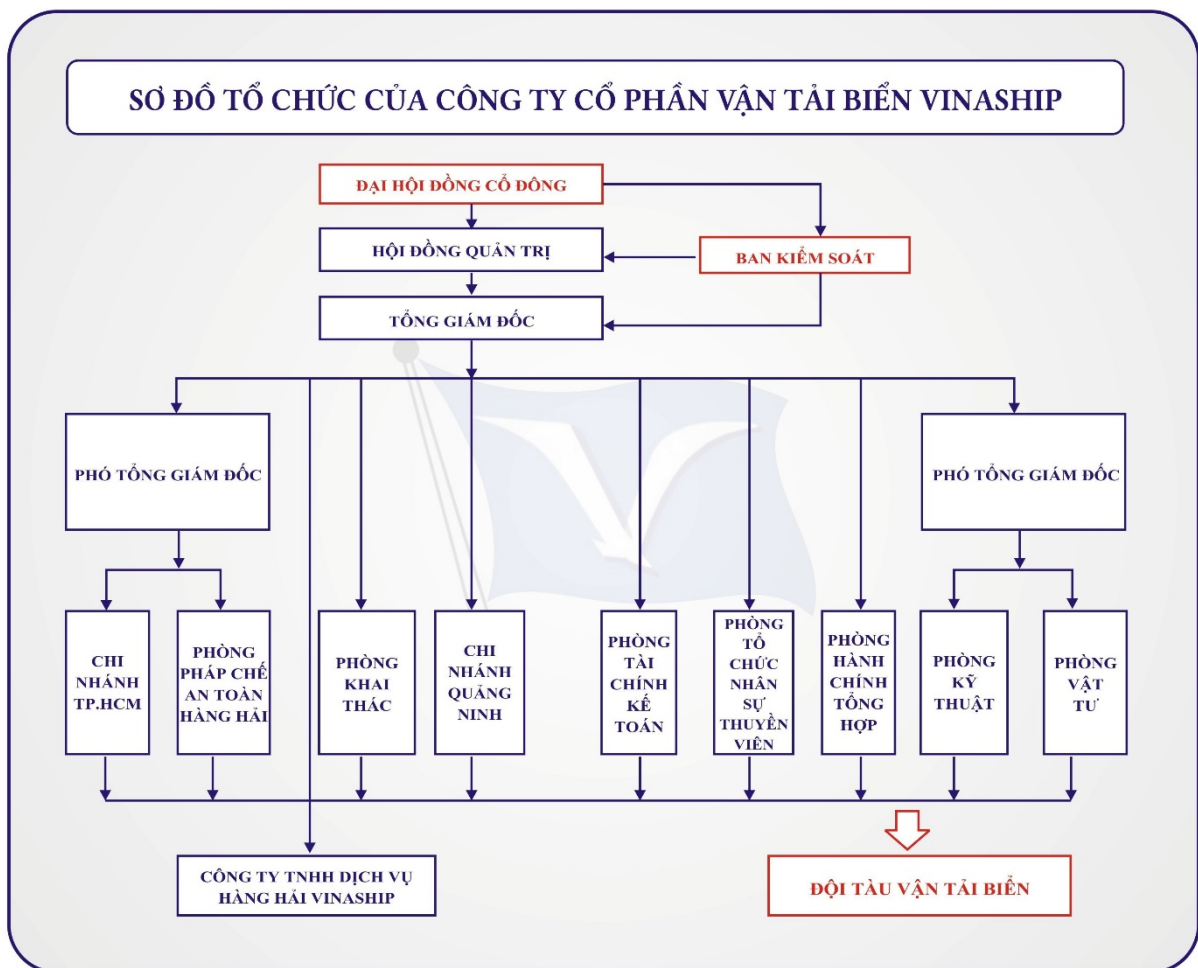 SƠ ĐỒ TỔ CHỨC CỦA CÔNG TY CỔ PHẦN VẬN TẢI BIỂN VINASHIP
ĐẠI HỘI ĐỒNG CỔ ĐÔNG
HỘI ĐỒNG QUẢN TRỊ
BAN KIỂM SOÁT
TỔNG GIÁM ĐỐC
PHÓ TỔNG GIÁM ĐỐC
PHÓ TỔNG GIÁM ĐỐC
CHI
NHÁNH
TP.HCM
PHÒNG
PHÁP CHẾ
AN TOÀN
HÀNG HẢI
PHÒNG
KHAI
THÁC
CHI
NHÁNH
QUẢNG
NINH
PHÒNG
TÀI
CHÍNH
KẾ
TOÁN
PHÒNG
TỔ
CHỨC
NHÂN
SỰ
THUYỀN
VIÊN
PHÒNG
HÀNH
CHÍNH
TỔNG
HỢP
PHÒNG
KỸ
THUẬT
PHÒNG
VẬT
TƯ
CÔNG TY TNHH DỊCH VỤ
HÀNG HẢI VINASHIP
ĐỘI TÀU VẬN TẢI BIỂN